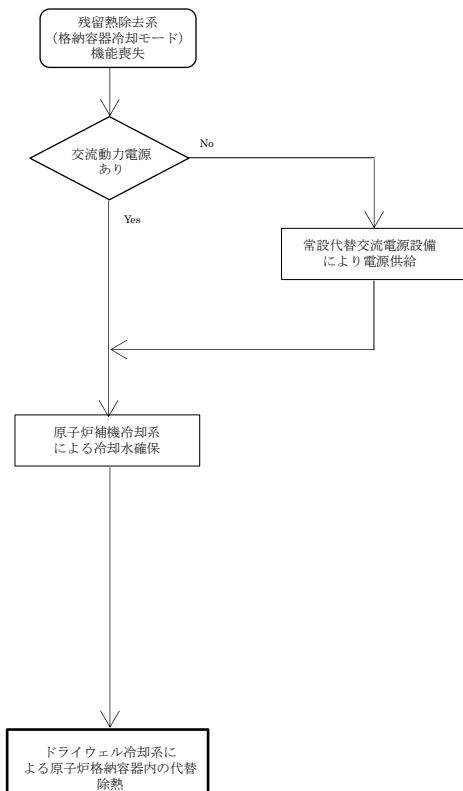 残留熱除去系
（格納容器冷却モード）
機能喪失
交流動力電源
あり
No
Yes
常設代替交流電源設備
により電源供給
原子炉補機冷却系
による冷却水確保
ドライウェル冷却系に
よる原子炉格納容器内の代替
除熱